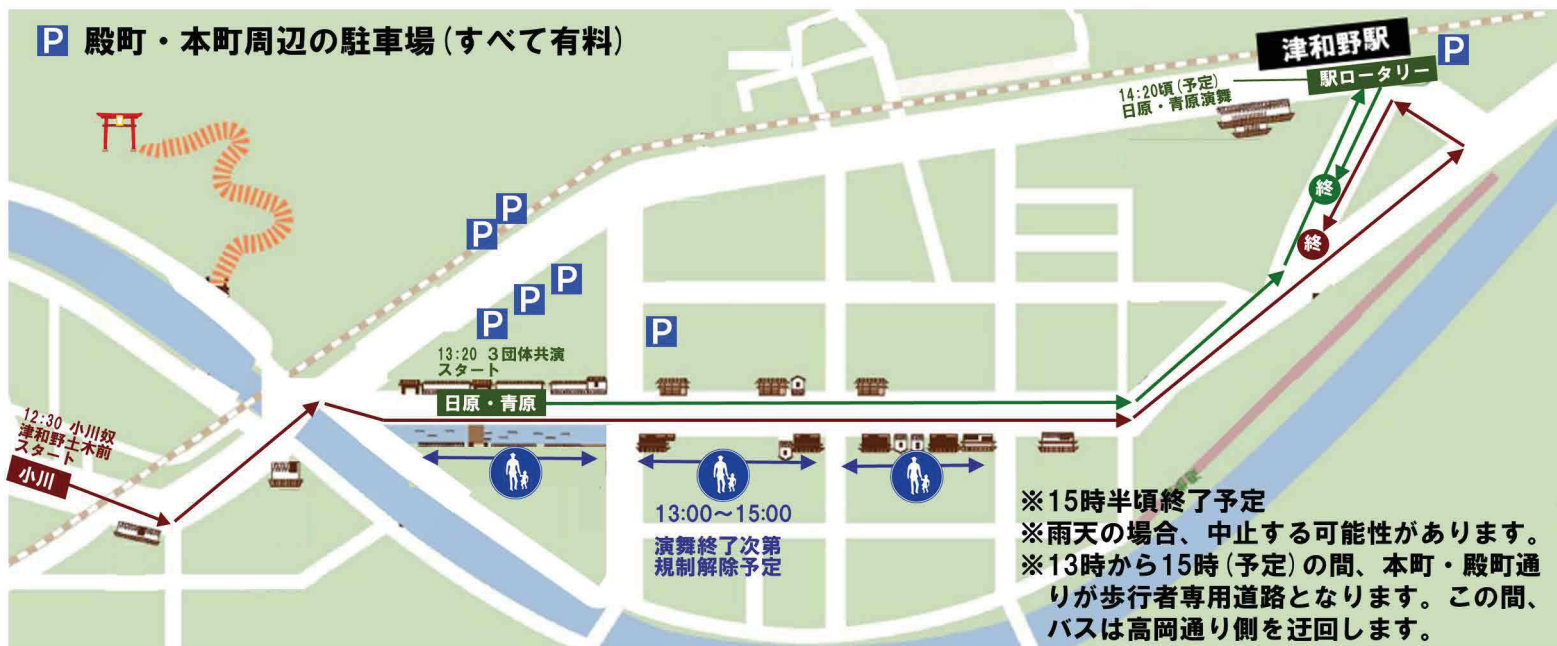 P 殿町・本町周辺の駐車場(すべて有料)
津和野駅
P
駅ロータリー
14:20頃(予定)
日原・青原演舞
終
終
P
P
P
P
P
P
13:20 3団体共演
スタート
日原・青原
12:30 小川奴
津和野土木前
スタート
小川
13:00～15:00
演舞終了次第
規制解除予定
※15時半頃終了予定
※雨天の場合、中止する可能性があります。
※13時から15時(予定)の間、本町・殿町通
りが歩行者専用道路となります。この間、
バスは高岡通り側を迂回します。